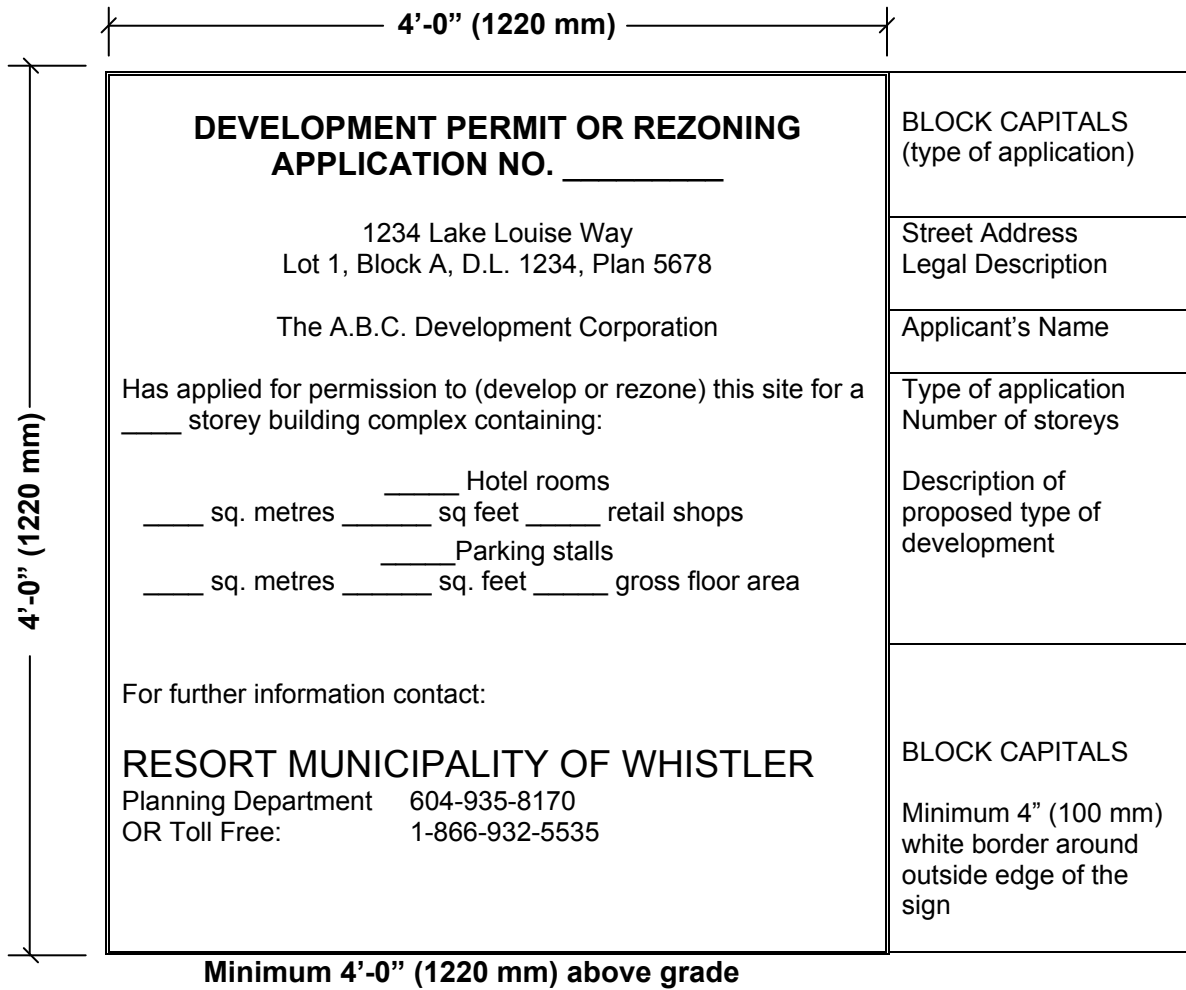 4’-0” (1220 mm)
4’-0” (1220 mm)
DEVELOPMENT PERMIT OR REZONING
APPLICATION NO. _________
1234 Lake Louise Way
Lot 1, Block A, D.L. 1234, Plan 5678
The A.B.C. Development Corporation
Has applied for permission to (develop or rezone) this site for a
____ storey building complex containing:
_____ Hotel rooms
____ sq. metres ______ sq feet _____ retail shops
_____Parking stalls
____ sq. metres ______ sq. feet _____ gross floor area
For further information contact:
RESORT MUNICIPALITY OF WHISTLER
Planning Department 604-935-8170
OR Toll Free: 1-866-932-5535
BLOCK CAPITALS
(type of application)
Street Address
Legal Description
Applicant’s Name
Type of application
Number of storeys
Description of
proposed type of
development
BLOCK CAPITALS
Minimum 4” (100 mm)
white border around
outside edge of the
sign
Minimum 4’-0” (1220 mm) above grade